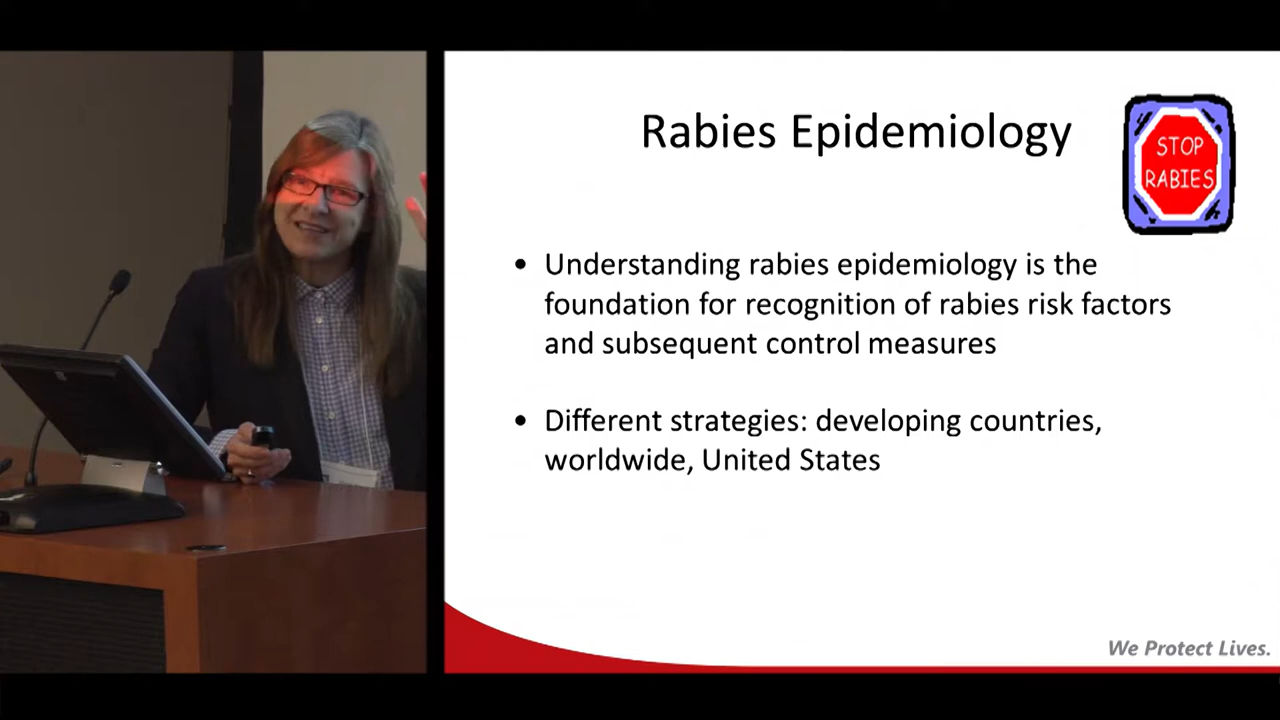 Rabies Epidemiology
STOP
RABIES
• Understanding rabies epidemiology is the
foundation for recognition of rabies risk factors
and subsequent control measures
• Different strategies: developing countries,
worldwide, United States
We Protect Lives.